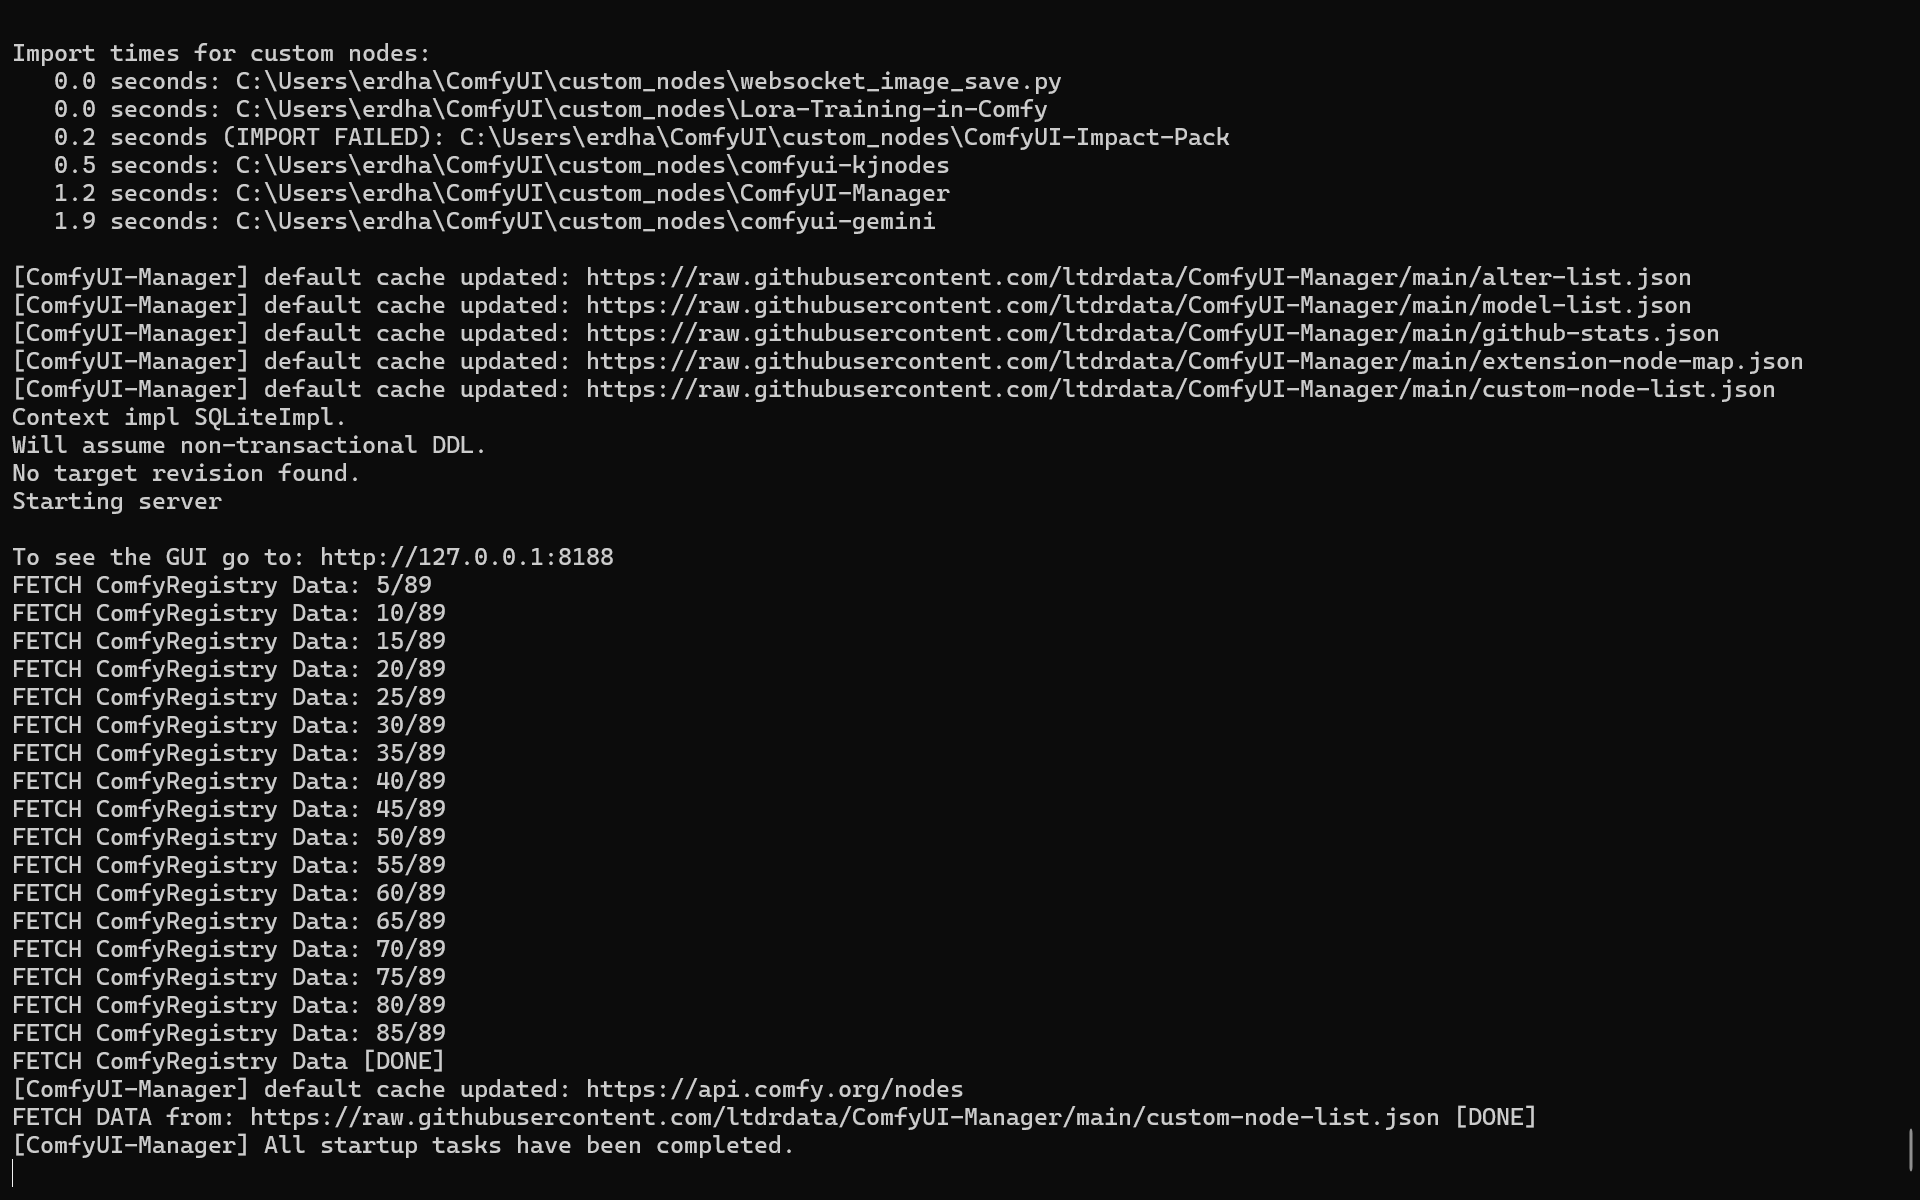 Import times for custom nodes:
   0.0 seconds: C:\Users\erdha\ComfyUI\custom_nodes\websocket_image_save.py
   0.0 seconds: C:\Users\erdha\ComfyUI\custom_nodes\Lora-Training-in-Comfy
   0.2 seconds (IMPORT FAILED): C:\Users\erdha\ComfyUI\custom_nodes\ComfyUI-Impact-Pack
   0.5 seconds: C:\Users\erdha\ComfyUI\custom_nodes\comfyui-kjnodes
   1.2 seconds: C:\Users\erdha\ComfyUI\custom_nodes\ComfyUI-Manager
   1.9 seconds: C:\Users\erdha\ComfyUI\custom_nodes\comfyui-gemini

[ComfyUI-Manager] default cache updated: https://raw.githubusercontent.com/ltdrdata/ComfyUI-Manager/main/alter-list.json
[ComfyUI-Manager] default cache updated: https://raw.githubusercontent.com/ltdrdata/ComfyUI-Manager/main/model-list.json
[ComfyUI-Manager] default cache updated: https://raw.githubusercontent.com/ltdrdata/ComfyUI-Manager/main/github-stats.json
[ComfyUI-Manager] default cache updated: https://raw.githubusercontent.com/ltdrdata/ComfyUI-Manager/main/extension-node-map.json
[ComfyUI-Manager] default cache updated: https://raw.githubusercontent.com/ltdrdata/ComfyUI-Manager/main/custom-node-list.json
Context impl SQLiteImpl.
Will assume non-transactional DDL.
No target revision found.
Starting server

To see the GUI go to: http://127.0.0.1:8188
FETCH ComfyRegistry Data: 5/89
FETCH ComfyRegistry Data: 10/89
FETCH ComfyRegistry Data: 15/89
FETCH ComfyRegistry Data: 20/89
FETCH ComfyRegistry Data: 25/89
FETCH ComfyRegistry Data: 30/89
FETCH ComfyRegistry Data: 35/89
FETCH ComfyRegistry Data: 40/89
FETCH ComfyRegistry Data: 45/89
FETCH ComfyRegistry Data: 50/89
FETCH ComfyRegistry Data: 55/89
FETCH ComfyRegistry Data: 60/89
FETCH ComfyRegistry Data: 65/89
FETCH ComfyRegistry Data: 70/89
FETCH ComfyRegistry Data: 75/89
FETCH ComfyRegistry Data: 80/89
FETCH ComfyRegistry Data: 85/89
FETCH ComfyRegistry Data [DONE]
[ComfyUI-Manager] default cache updated: https://api.comfy.org/nodes
FETCH DATA from: https://raw.githubusercontent.com/ltdrdata/ComfyUI-Manager/main/custom-node-list.json [DONE]
[ComfyUI-Manager] All startup tasks have been completed.